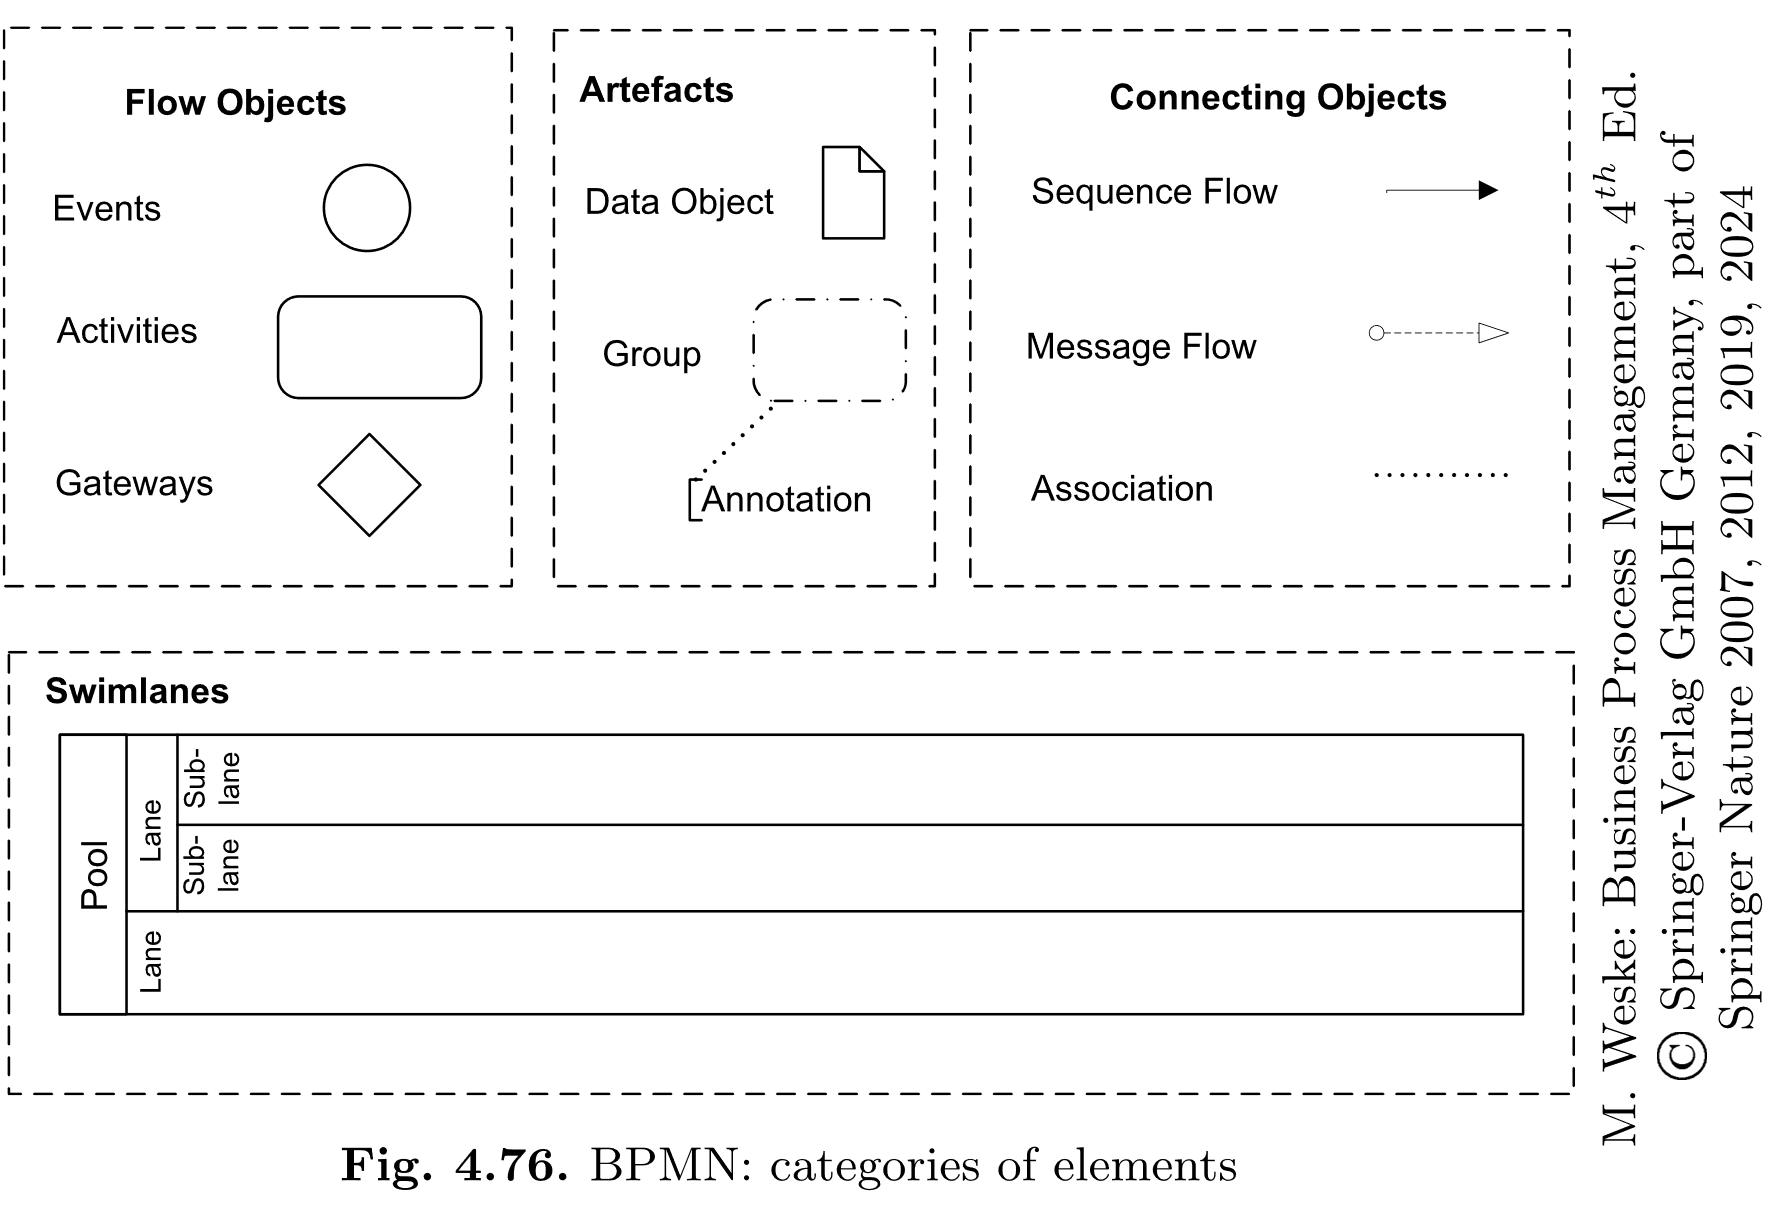 Flow Objects
Events
Activities
Gateways
Artefacts
Data Object
Group
Annotation
Connecting Objects
Sequence Flow
Message Flow
Association
Swimlanes
Pool
Lane
Sub-
lane
Sub-
lane
Lane
Fig. 4.76. BPMN: categories of elements
M. Weske: Business Process Management, 4th Ed.
© Springer-Verlag GmbH Germany, part of
Springer Nature 2007, 2012, 2019, 2024